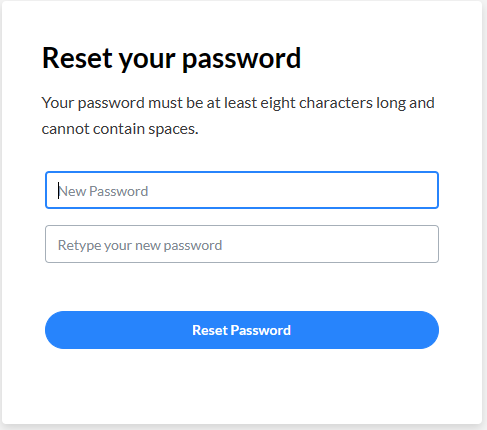 Reset your password
Your password must be at least eight characters long and
cannot contain spaces.
New Password
Retype your new password
Reset Password